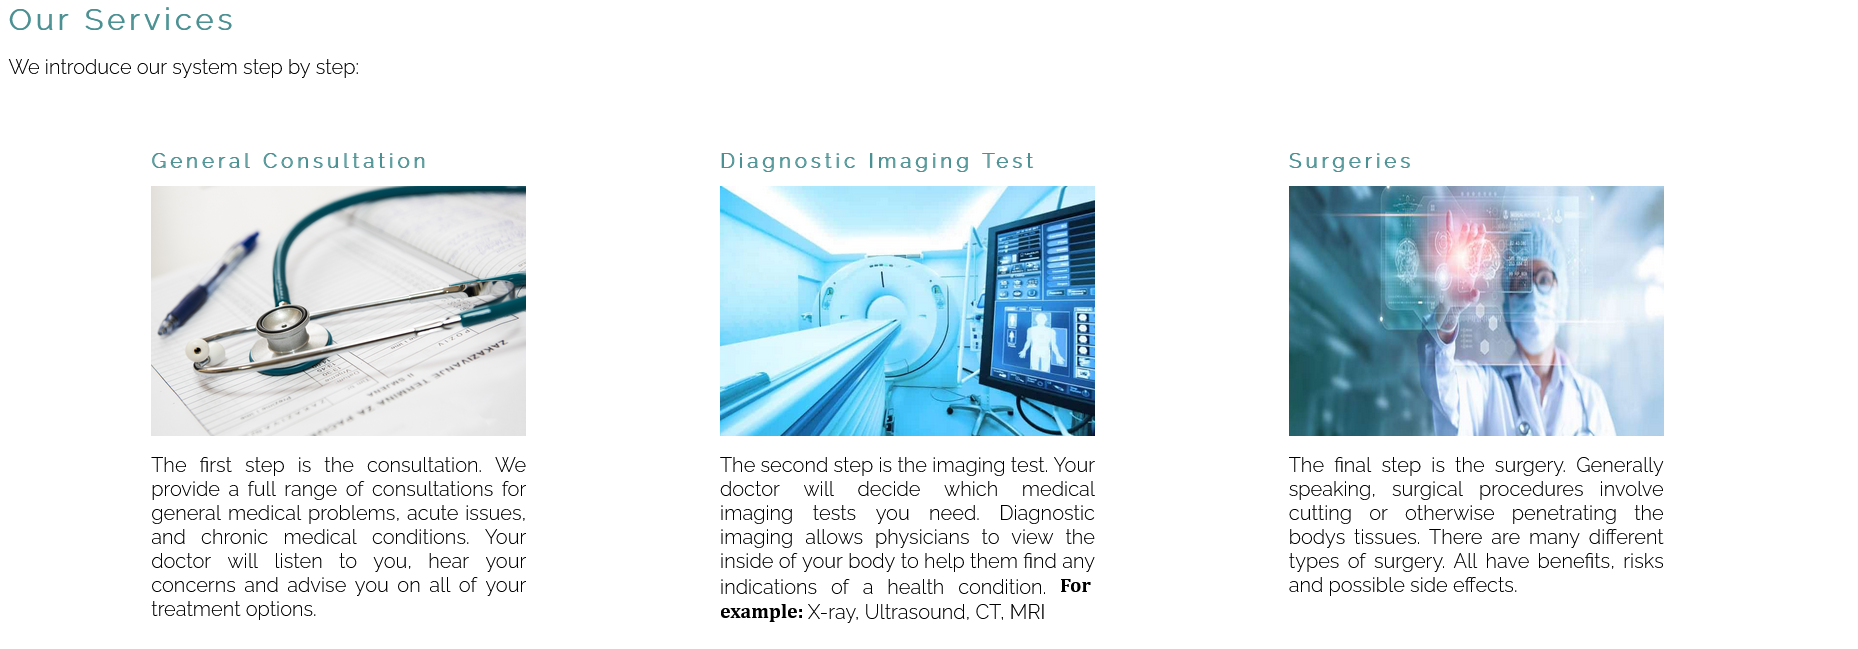 Our Services
We introduce our system step by step:
General Consultation
ZAKAZIVANJE TERMINA ZA
II SMJENA
The first step is the consultation. We
provide a full range of consultations for
general medical problems, acute issues,
and chronic medical conditions. Your
doctor will listen to you, hear your
concerns and advise you on all of your
treatment options.
Diagnostic Imaging Test
The second step is the imaging test. Your
doctor will decide which medical
imaging tests you need. Diagnostic
imaging allows physicians to view the
inside of your body to help them find any
indications of a health condition. For
example: X-ray, Ultrasound, CT, MRI
Surgeries
The final step is the surgery. Generally
speaking, surgical procedures involve
cutting or otherwise penetrating the
bodys tissues. There are many different
types of surgery. All have benefits, risks
and possible side effects.